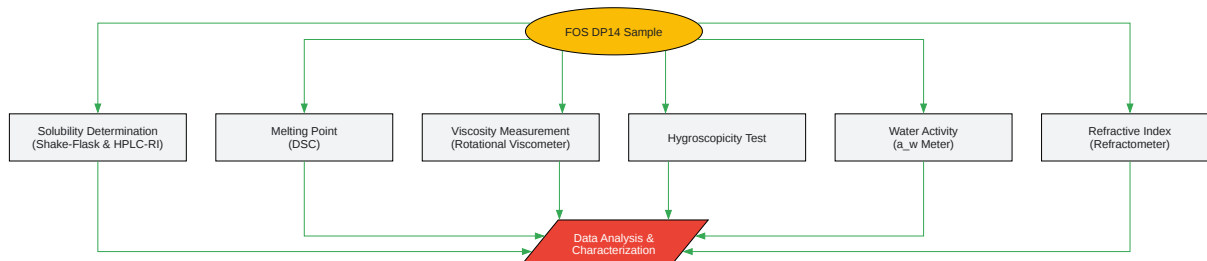 FOS DP14 Sample
Solubility Determination
(Shake-Flask & HPLC-RI)
Melting Point
(DSC)
Viscosity Measurement
(Rotational Viscometer)
Hygroscopicity Test
Water Activity
(a_w Meter)
Refractive Index
(Refractometer)
Data Analysis &
Characterization